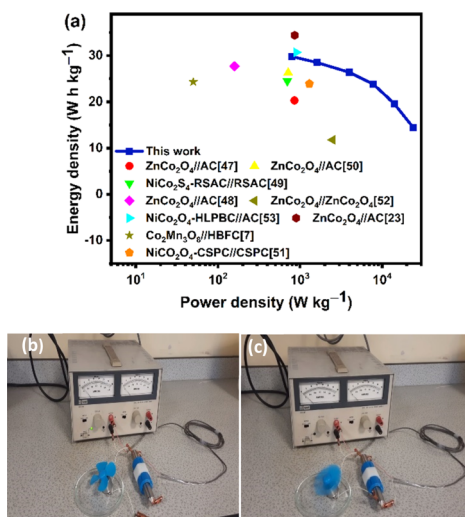 (a)
Energy density (W h kg⁻¹)
40
30
20
10
0
-10
This work
ZnCo₂O₄//AC[47]
ZnCo₂O₄//AC[50]
NiCo₂S₄-RSAC//RSAC[49]
ZnCo₂O₄//AC[48]
ZnCo₂O₄//ZnCo₂O₄[52]
NiCo₂O₄-HLPBC//AC[53]
ZnCo₂O₄//AC[23]
Co₂Mn₃O₈//HBFC[7]
NiCO₂O₄-CSPC//CSPC[51]
10¹
10²
10³
10⁴
Power density (W kg⁻¹)
(b)
(c)